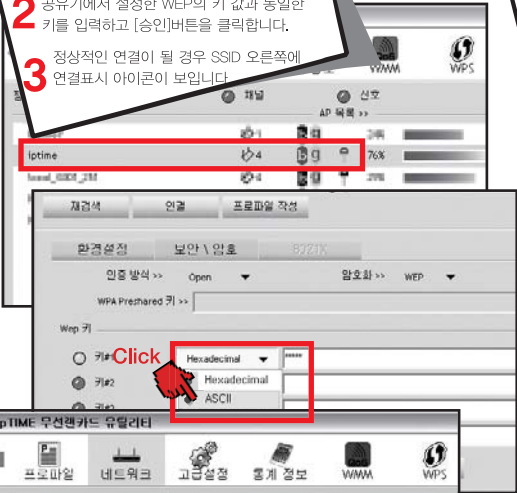 2 공유기에서 설정한 WEP의 키 값과 동일한
키를 입력하고 [승인]버튼을 클릭합니다.
3 정상적인 연결이 될 경우 SSID 오른쪽에
연결표시 아이콘이 보입니다.
QoS
WMM
WPS
채널
신호
AP 목록 >>
iptime
4
b g
76%
재검색
연결
프로파일 작성
환경설정
보안 \ 암호
인증 방식 >>
Open
암호화 >>
WEP
WPA Preshared 키 >>
Wep 키
키#1
Click
Hexadecimal
*****
키#2
Hexadecimal
ASCII
ipTIME 무선랜카드 유틸리티
프로파일
네트워크
고급설정
통계 정보
QoS
WMM
WPS